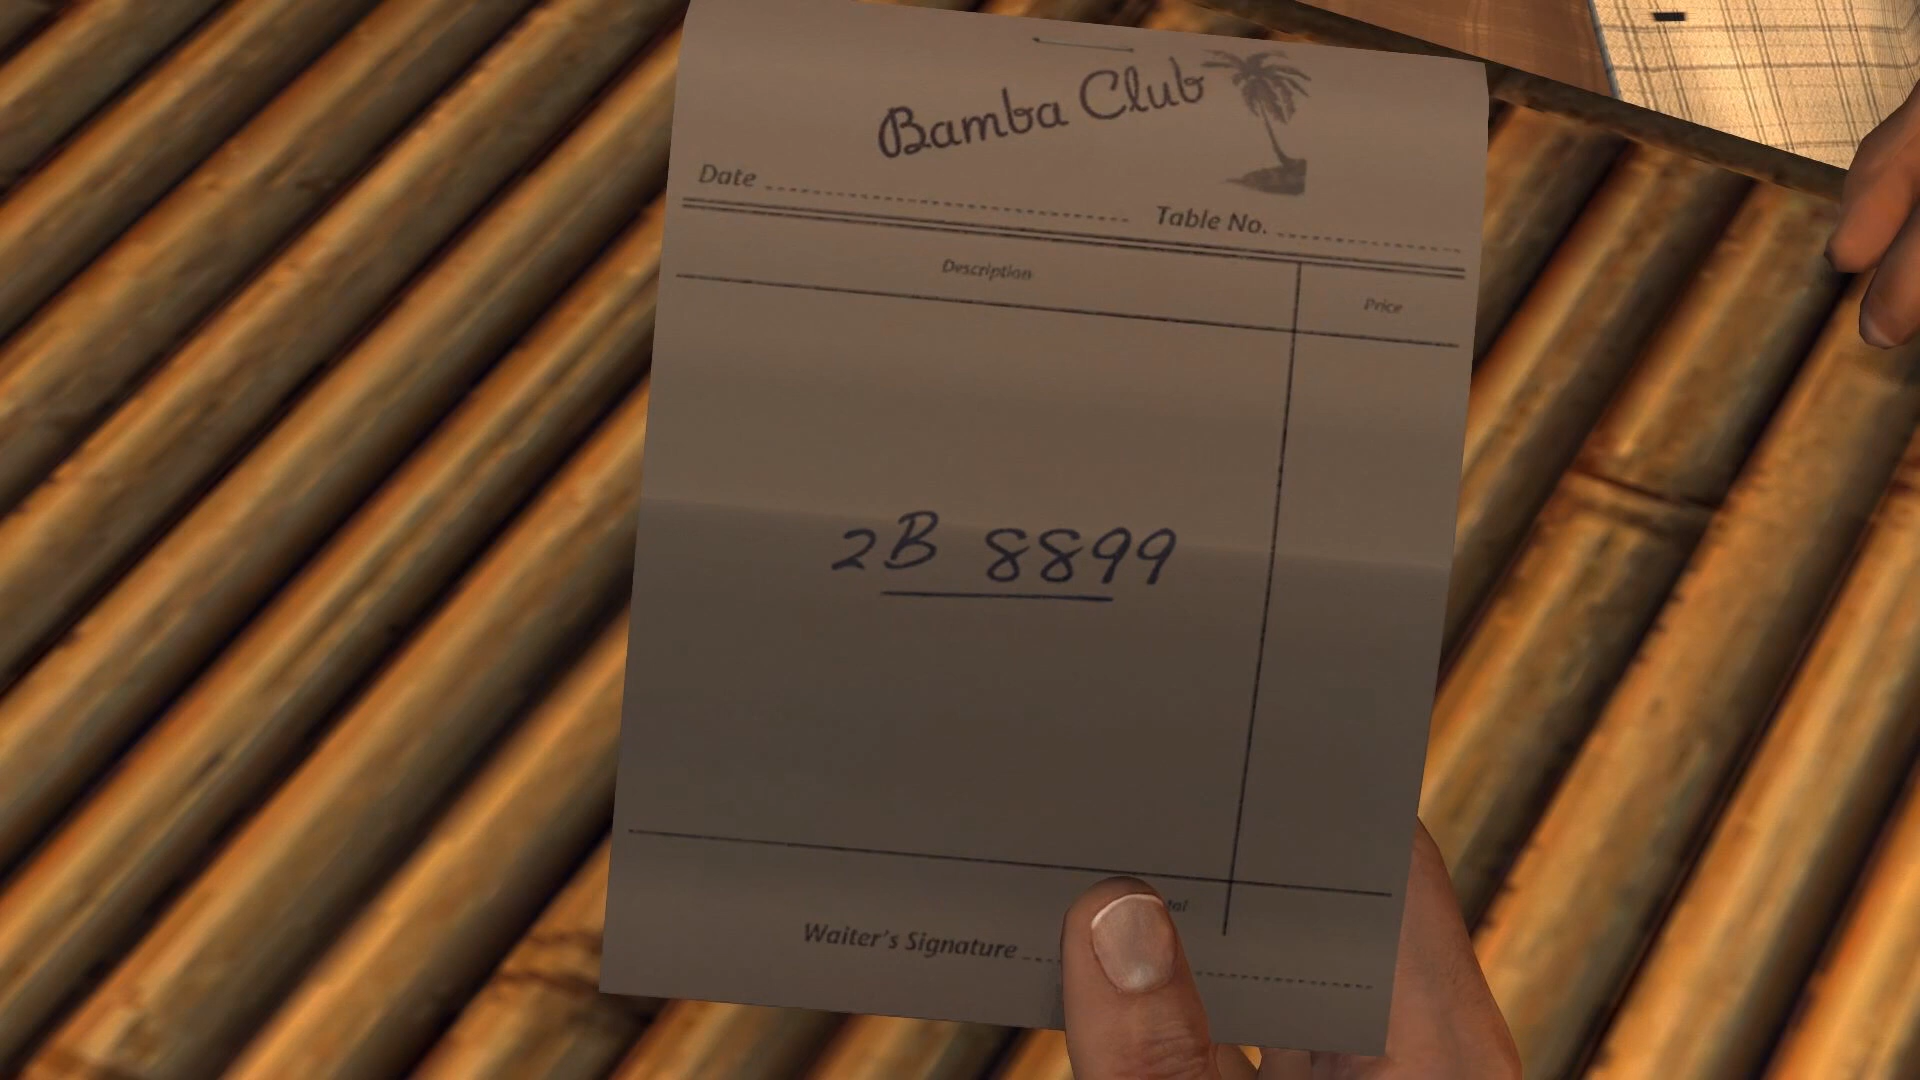 Bamba Club
Date
Table No.
Description Price
2B 8899
Waiter's Signature